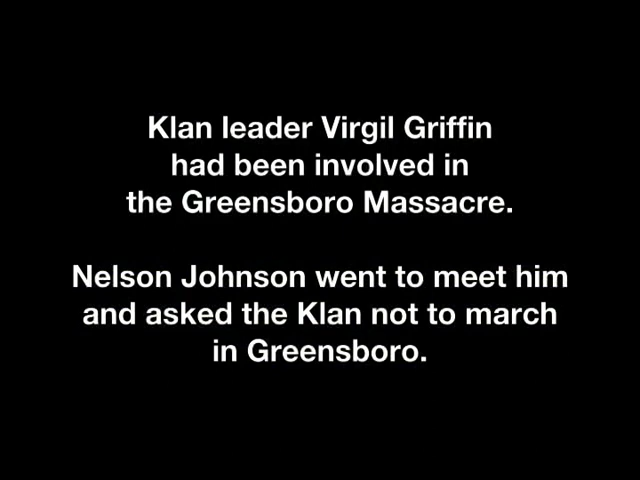 Klan leader Virgil Griffin
had been involved in
the Greensboro Massacre.
Nelson Johnson went to meet him
and asked the Klan not to march
in Greensboro.